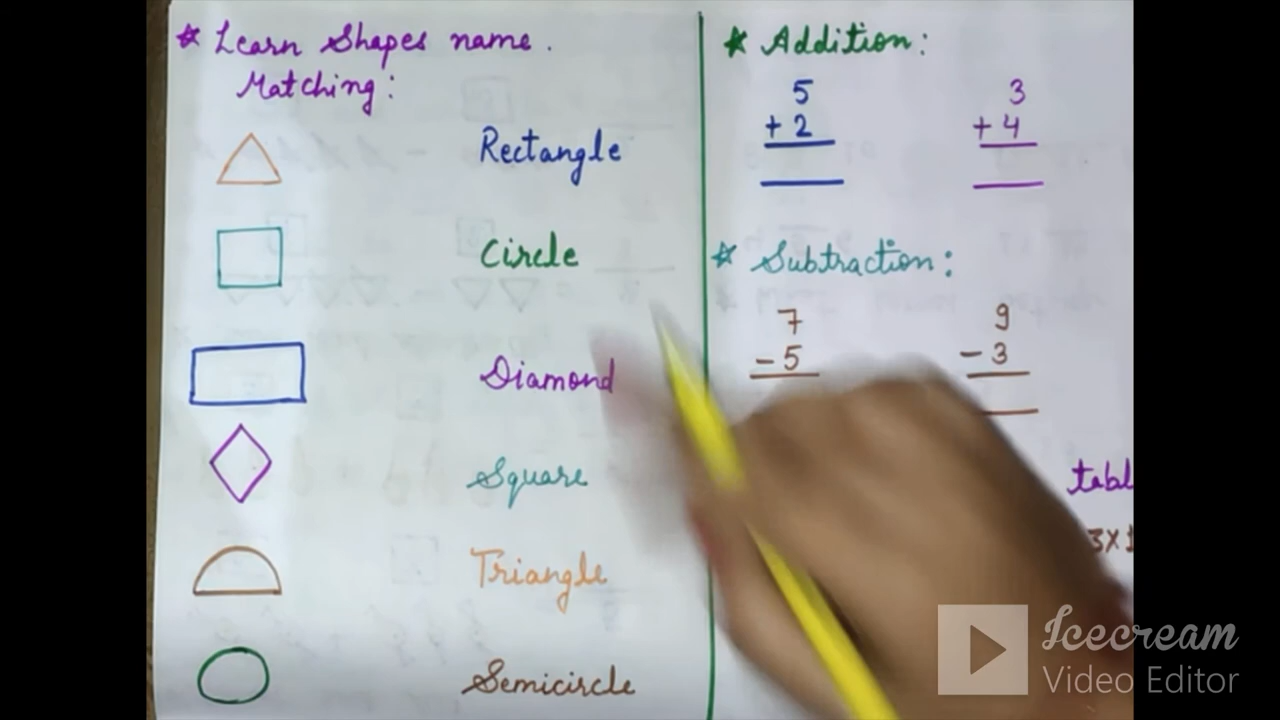 * Learn Shapes name.
Matching:
Rectangle
Circle
Diamond
Square
Triangle
Semicircle
* Addition:
5
+ 2
3
+ 4
* Subtraction:
7
- 5
9
- 3
Icecream
Video Editor